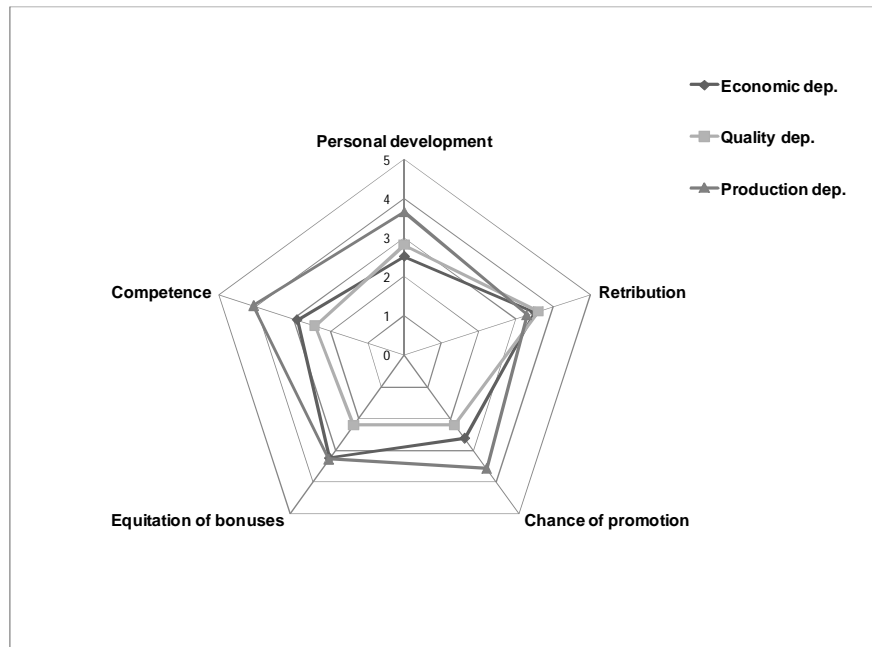 Economic dep.
Quality dep.
Production dep.
Personal development
5
4
3
2
1
0
Competence
Retribution
Equitation of bonuses
Chance of promotion